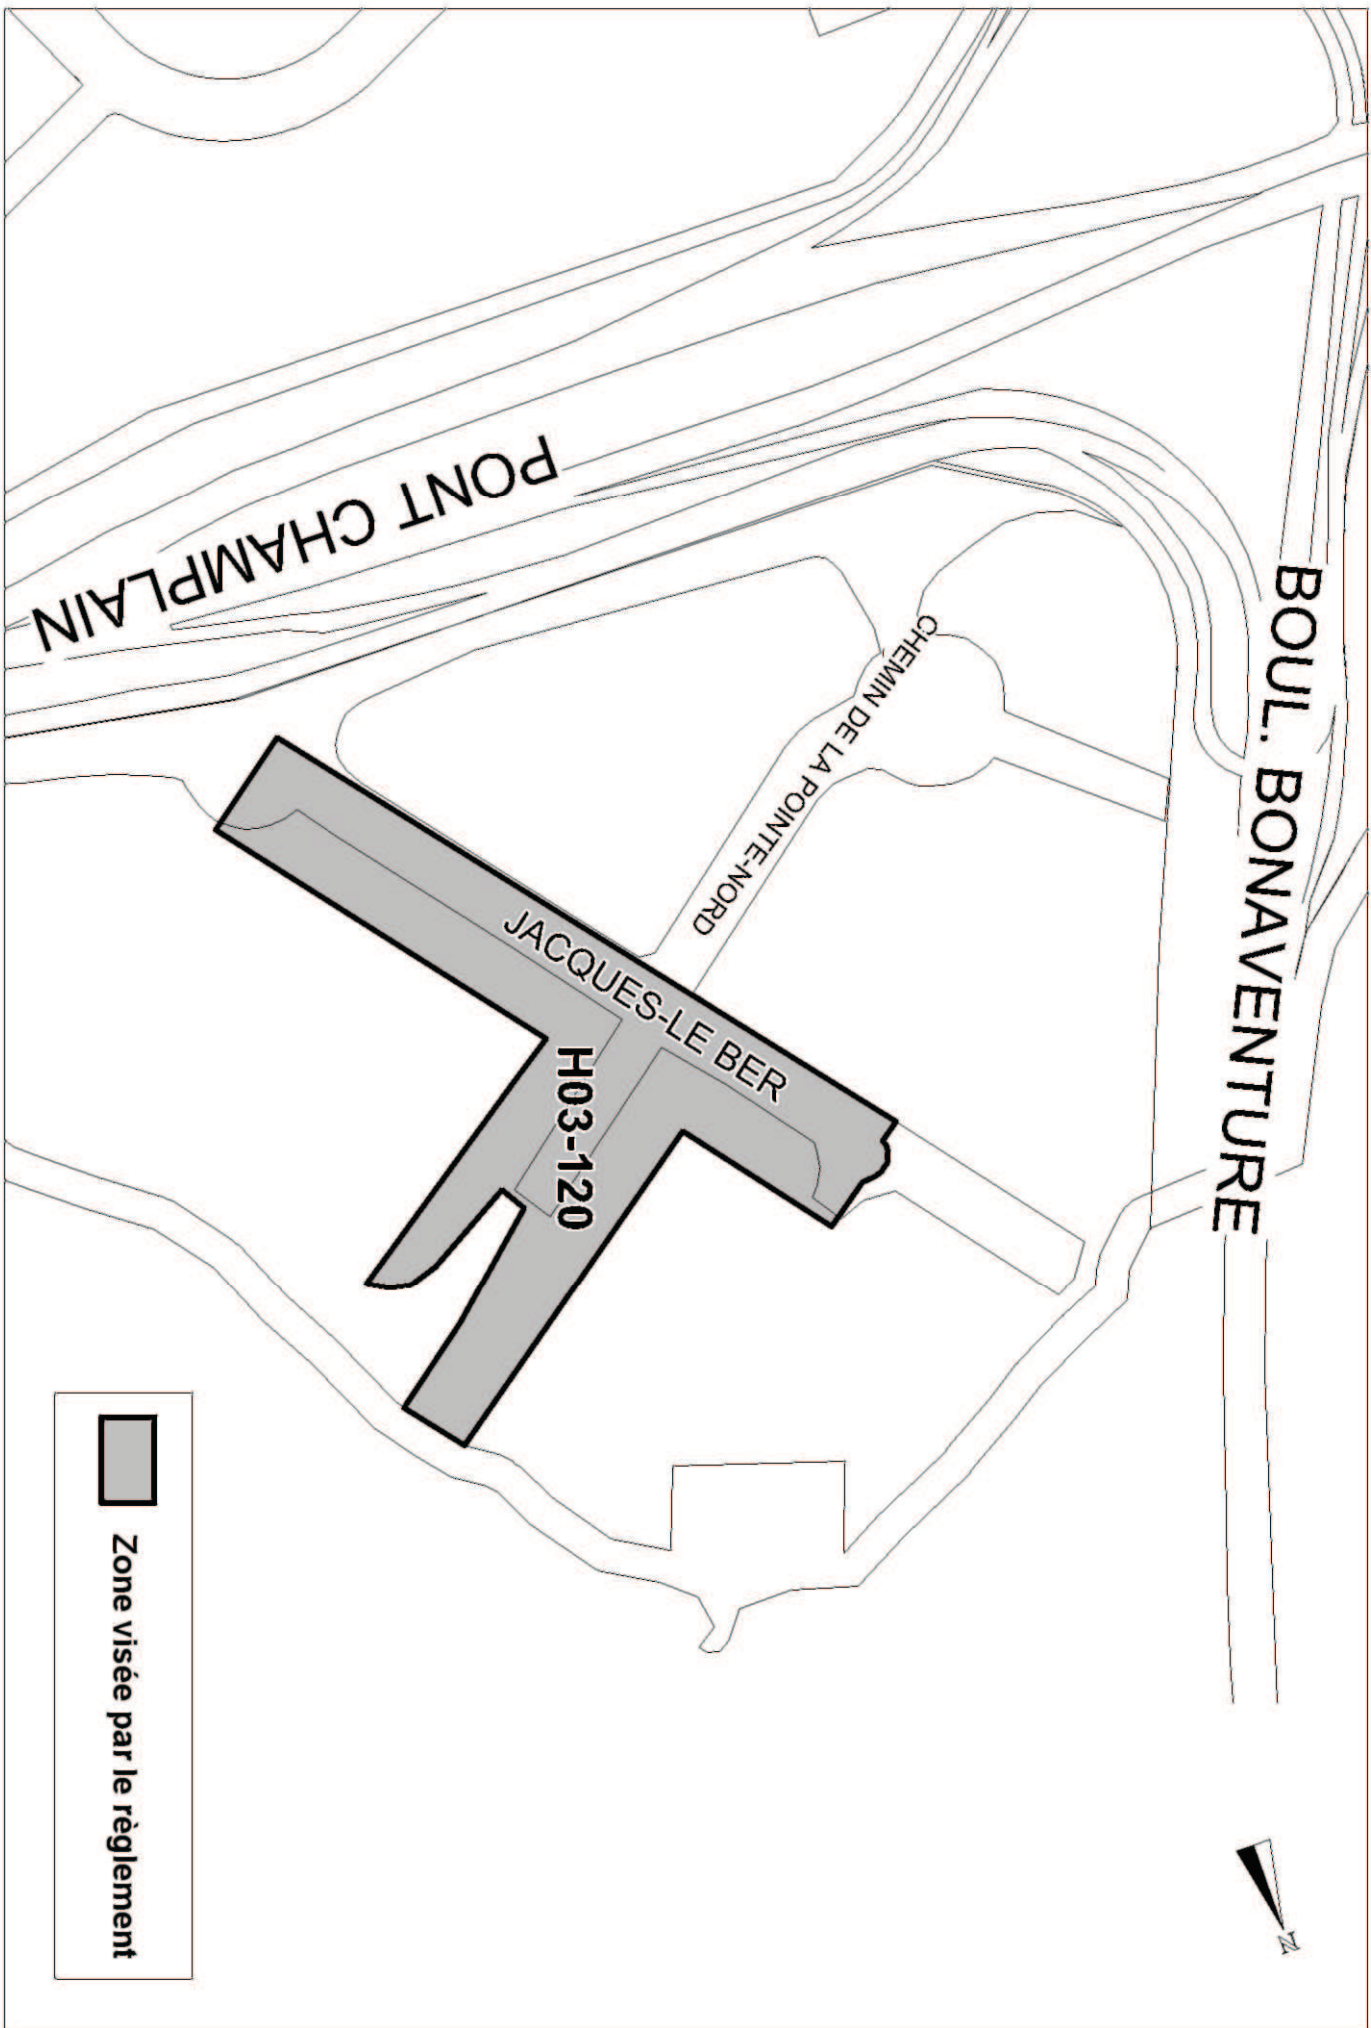 BOUL. BONAVENTURE
PONT CHAMPLAIN
CHEMIN DE LA POINTE-NORD
JACQUES-LE BER
H03-120
N
Zone visée par le règlement